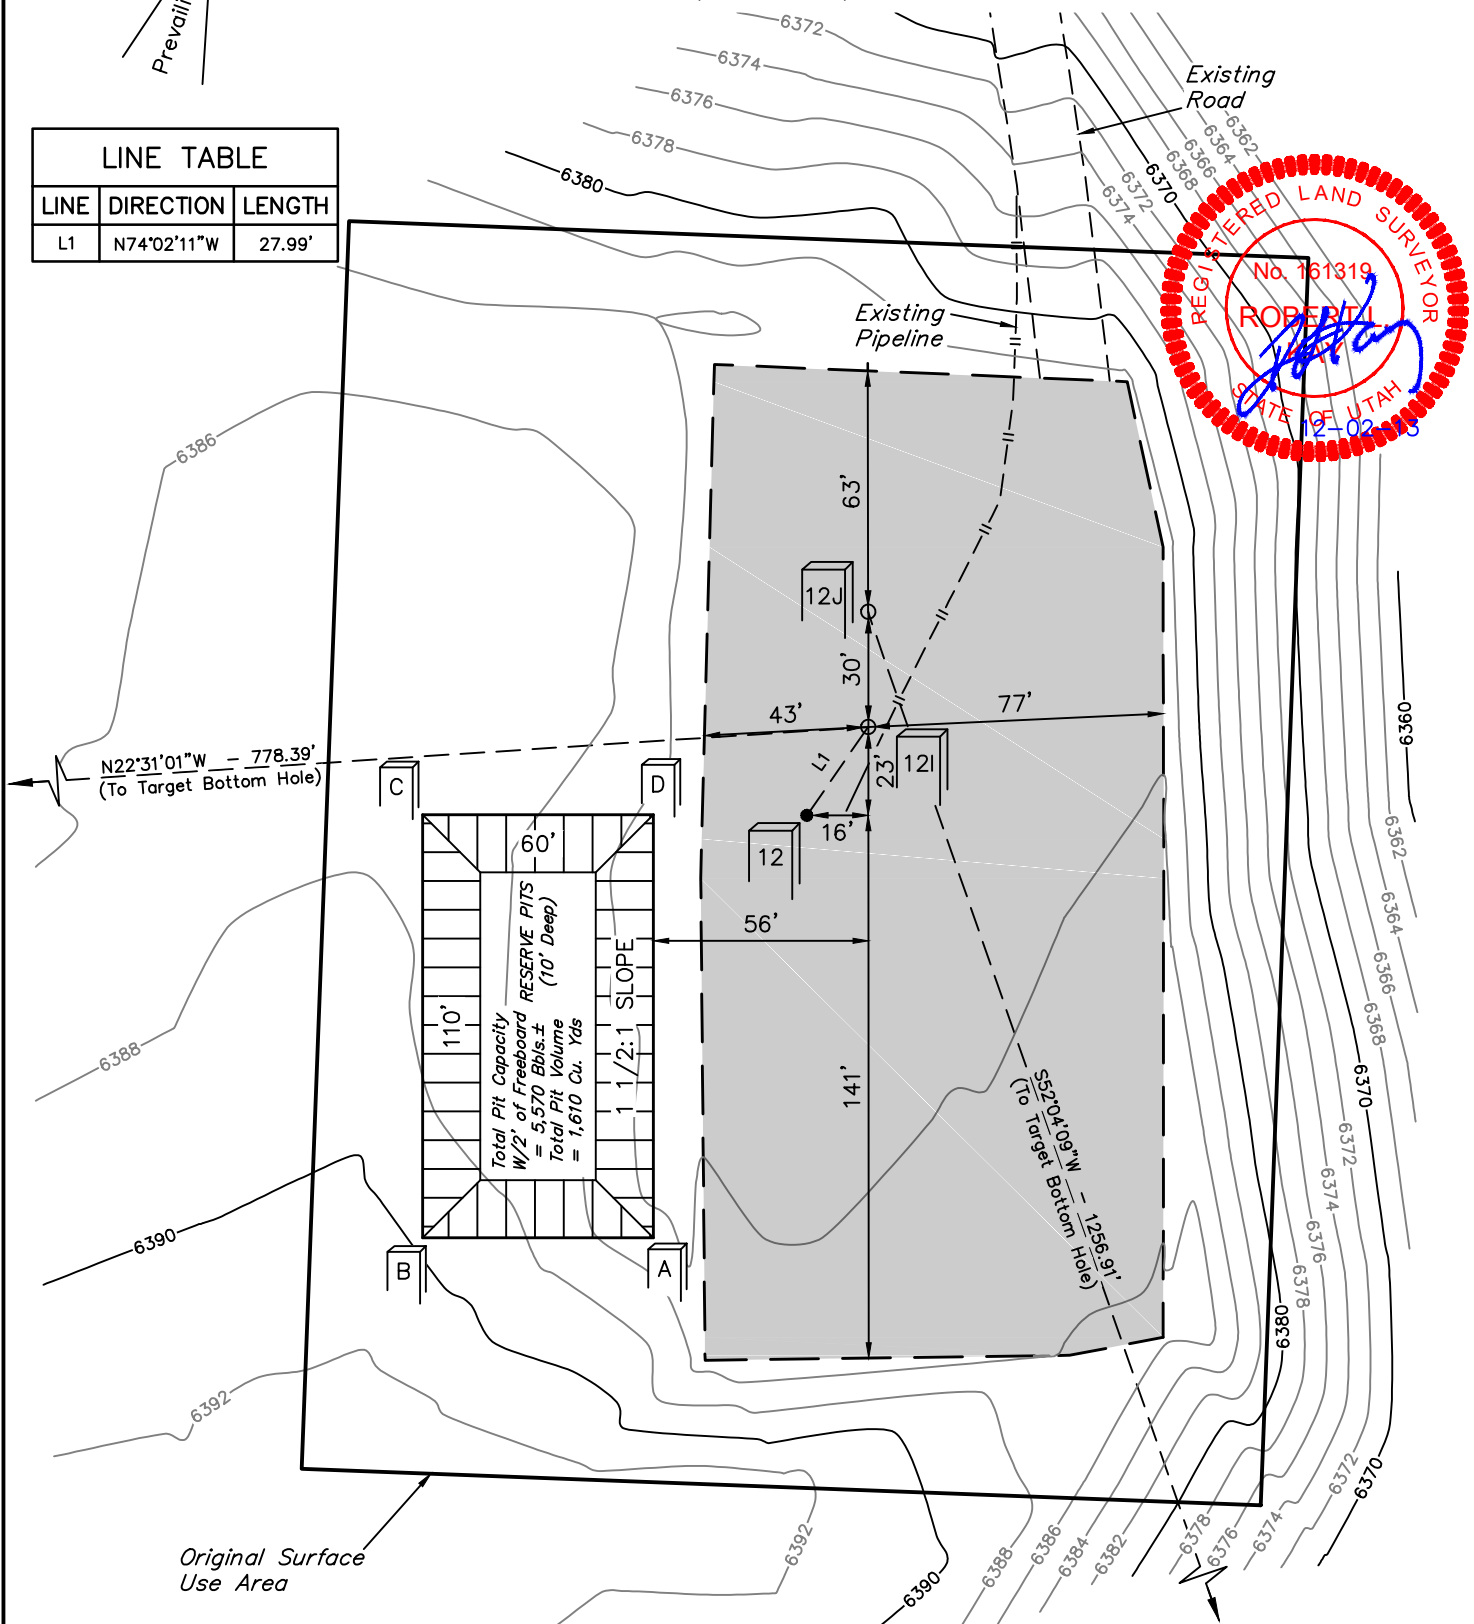 Prevaili
6372
6374
6376
6378
6380
Existing
Road
6362
6364
6366
6368
6370
6372
6374
LINE TABLE
LINE DIRECTION LENGTH
L1 N74°02'11"W 27.99'
REGISTERED LAND SURVEYOR
No. 161319
ROBERT L.
KAY
STATE OF UTAH
12-02-13
Existing
Pipeline
6386
63'
12J
30'
43'
77'
N22°31'01"W - 778.39'
(To Target Bottom Hole)
L1
23'
12I
16'
12
C
D
60'
56'
110'
Total Pit Capacity
W/2' of Freeboard
= 5,570 Bbls.±
Total Pit Volume
= 1,610 Cu. Yds
RESERVE PITS
(10' Deep)
1 1/2:1 SLOPE
141'
S52°04'09"W - 1256.91'
(To Target Bottom Hole)
6360
6362
6364
6366
6368
6370
6372
6374
6376
6378
6380
6388
6390
B
A
6392
Original Surface
Use Area
6392
6390
6388
6386
6384
6382
6378
6376
6374
6372
6370